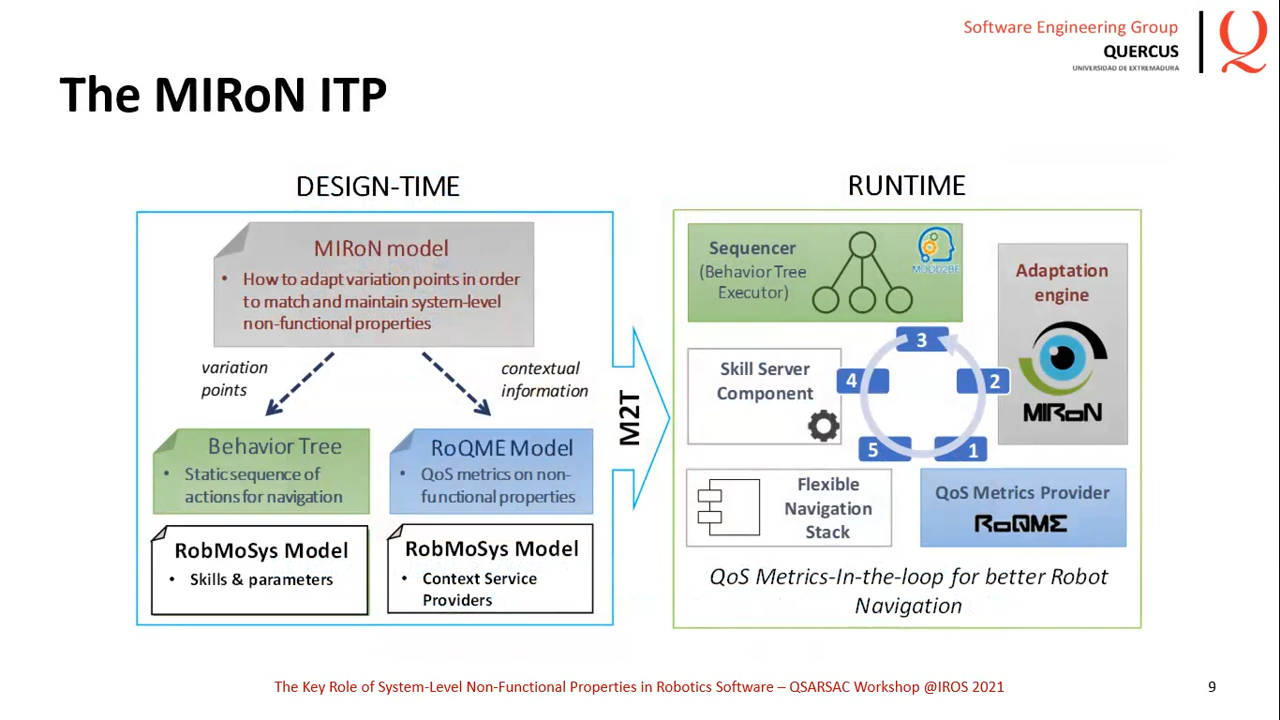 Software Engineering Group
QUERCUS
UNIVERSIDAD DE EXTREMADURA
The MIRoN ITP
DESIGN-TIME
MIRoN model
• How to adapt variation points in order
to match and maintain system-level
non-functional properties
variation
points
contextual
information
Behavior Tree
• Static sequence of
actions for navigation
RoQME Model
• QoS metrics on non-
functional properties
RobMoSys Model
• Skills & parameters
RobMoSys Model
• Context Service
Providers
M2T
RUNTIME
Sequencer
(Behavior Tree
Executor)
MOOD2BE
Adaptation
engine
MIRoN
Skill Server
Component
3
4
2
5
1
Flexible
Navigation
Stack
QoS Metrics Provider
RoQME
QoS Metrics-In-the-loop for better Robot
Navigation
The Key Role of System-Level Non-Functional Properties in Robotics Software – QSARSAC Workshop @IROS 2021
9